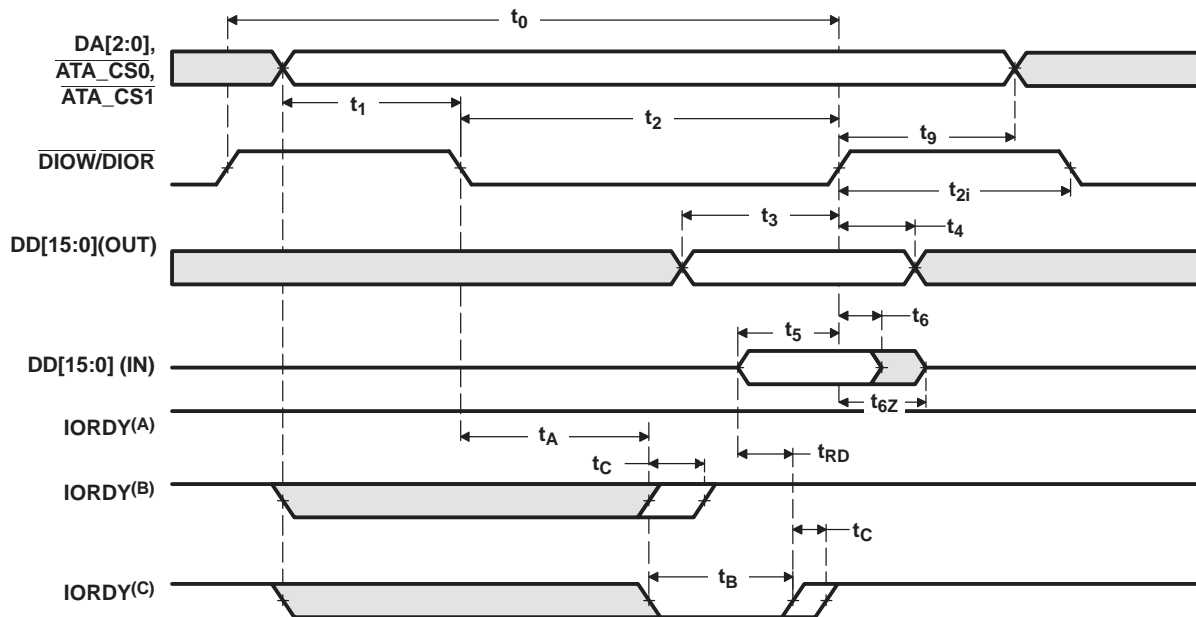 t0
DA[2:0],
ATA_CS0,
ATA_CS1
t1
t2
t9
DIOW/DIOR
t2i
t3
t4
DD[15:0](OUT)
t5
t6
DD[15:0] (IN)
t6Z
IORDY(A)
tA
tRD
tC
IORDY(B)
tC
tB
IORDY(C)